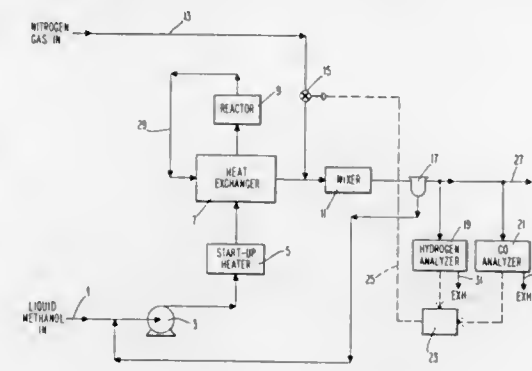 NITROGEN
GAS IN
13
15
REACTOR
9
29
HEAT
EXCHANGER
7
MIXER
11
17
27
19
21
HYDROGEN
ANALYZER
CO
ANALYZER
START-UP
HEATER
5
25
31
EXH
EXH
LIQUID
METHANOL
IN
1
3
23